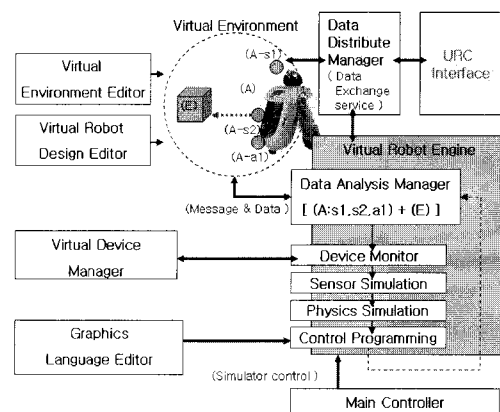 Virtual Environment
(A-s1)
(A)
(E)
(A-s2)
(A-a1)
Data
Distribute
Manager
( Data
Exchange
service )
URC
Interface
Virtual
Environment Editor
Virtual Robot
Design Editor
Virtual Robot Engine
Data Analysis Manager
[ (A:s1,s2,a1) + (E) ]
(Message & Data )
Virtual Device
Manager
Device Monitor
Sensor Simulation
Physics Simulation
Control Programming
Graphics
Language Editor
(Simulator control )
Main Controller